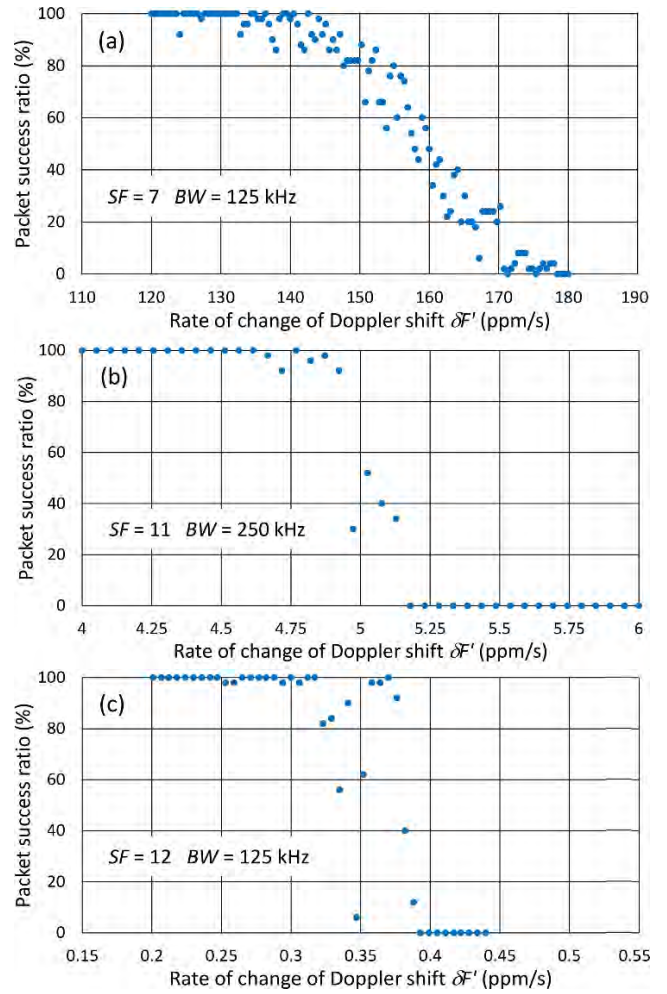 100
(a)
80
60
40
20
0
Packet success ratio (%)
SF = 7 BW = 125 kHz
110 120 130 140 150 160 170 180 190
Rate of change of Doppler shift δF' (ppm/s)
100
(b)
80
60
40
20
0
Packet success ratio (%)
SF = 11 BW = 250 kHz
4 4.25 4.5 4.75 5 5.25 5.5 5.75 6
Rate of change of Doppler shift δF' (ppm/s)
100
(c)
80
60
40
20
0
Packet success ratio (%)
SF = 12 BW = 125 kHz
0.15 0.2 0.25 0.3 0.35 0.4 0.45 0.5 0.55
Rate of change of Doppler shift δF' (ppm/s)